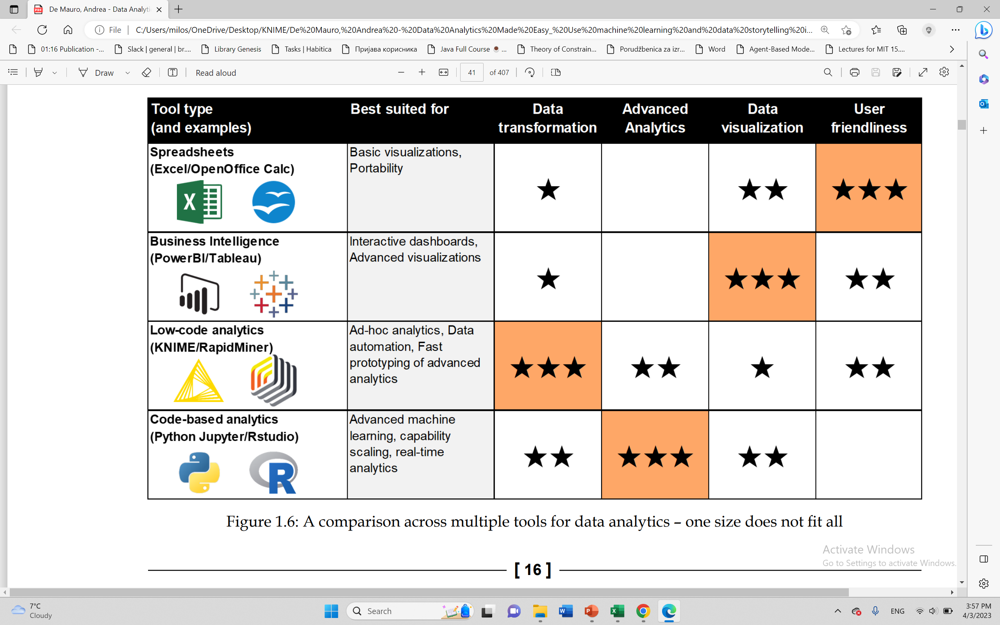 De Mauro, Andrea - Data Analyti
File
C:/Users/milos/OneDrive/Desktop/KNIME/De%20Mauro,%20Andrea%20-%20Data%20Analytics%20Made%20Easy_%20Use%20machine%20learning%20and%20data%20storytelling%20i...
01:16 Publication -...
Slack | general | br....
Library Genesis
Tasks | Habitica
Пријава корисника
Java Full Course ...
Theory of Constrain...
Porudžbenica za izr...
Word
Agent-Based Mode...
Lectures for MIT 15....
Draw
Read aloud
41
of 407
Tool type
(and examples)
Best suited for
Data
transformation
Advanced
Analytics
Data
visualization
User
friendliness
Spreadsheets
(Excel/OpenOffice Calc)
X
Basic visualizations,
Portability
★
★★
★★★
Business Intelligence
(PowerBI/Tableau)
Interactive dashboards,
Advanced visualizations
★
★★★
★★
Low-code analytics
(KNIME/RapidMiner)
Ad-hoc analytics, Data
automation, Fast
prototyping of advanced
analytics
★★★
★★
★
★★
Code-based analytics
(Python Jupyter/Rstudio)
R
Advanced machine
learning, capability
scaling, real-time
analytics
★★
★★★
★★
Figure 1.6: A comparison across multiple tools for data analytics – one size does not fit all
Activate Windows
Go to Settings to activate Windows.
[ 16 ]
7°C
Cloudy
Search
ENG
3:57 PM
4/3/2023